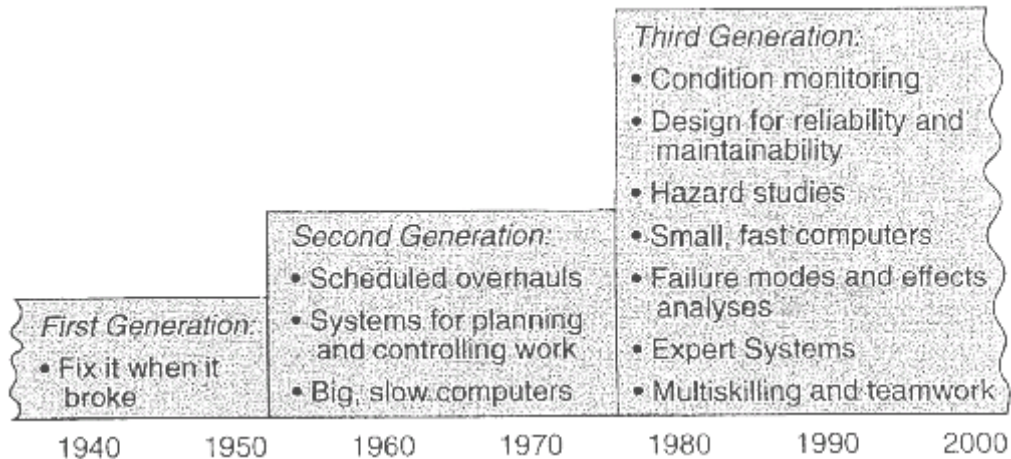 First Generation:
• Fix it when it
broke
Second Generation:
• Scheduled overhauls
• Systems for planning
and controlling work
• Big, slow computers
Third Generation:
• Condition monitoring
• Design for reliability and
maintainability
• Hazard studies
• Small, fast computers
• Failure modes and effects
analyses
• Expert Systems
• Multiskilling and teamwork
1940 1950 1960 1970 1980 1990 2000